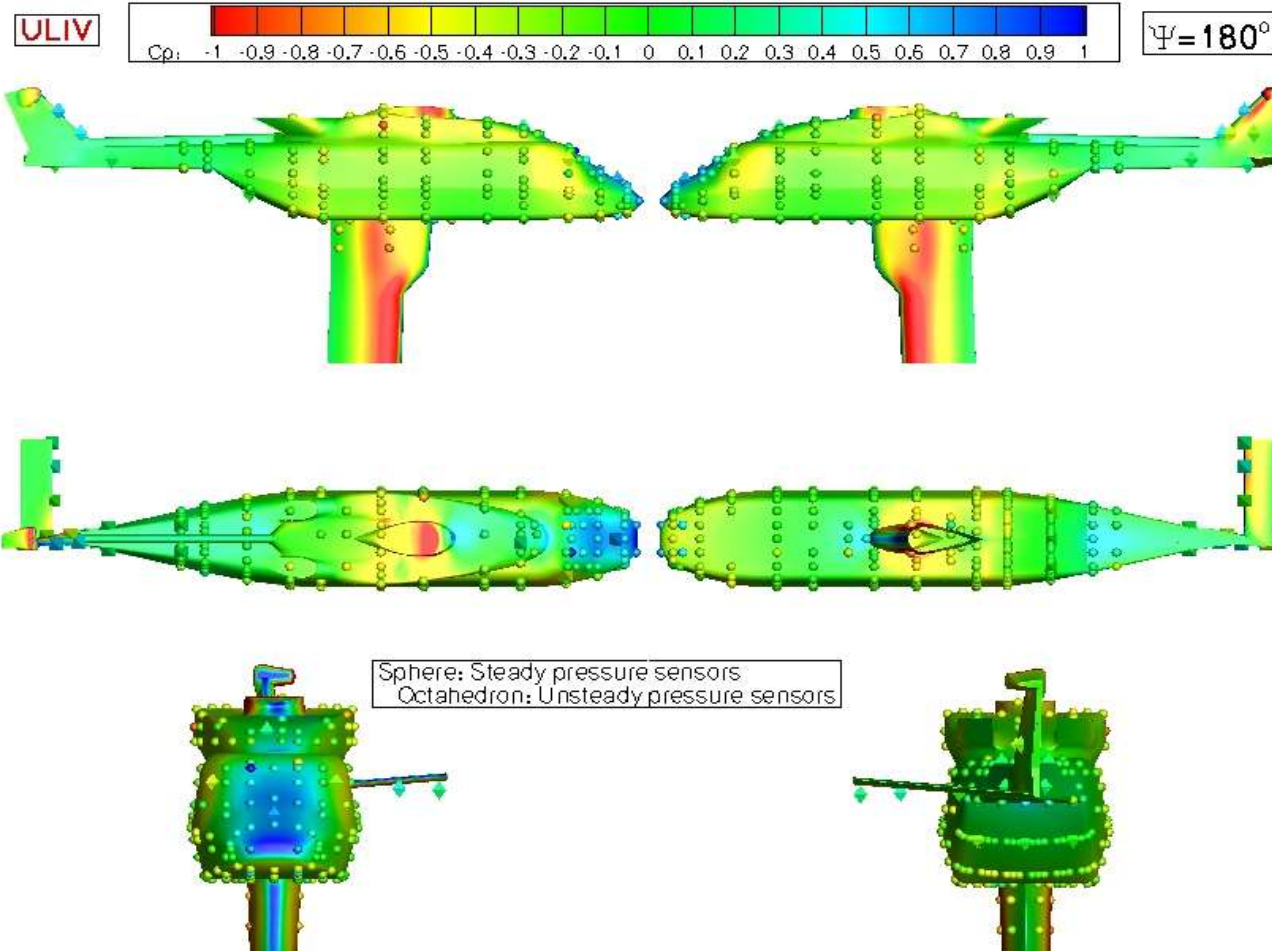 ULIV
Cp: -1 -0.9 -0.8 -0.7 -0.6 -0.5 -0.4 -0.3 -0.2 -0.1 0 0.1 0.2 0.3 0.4 0.5 0.6 0.7 0.8 0.9 1
Ψ=180°
Sphere: Steady pressure sensors
Octahedron: Unsteady pressure sensors